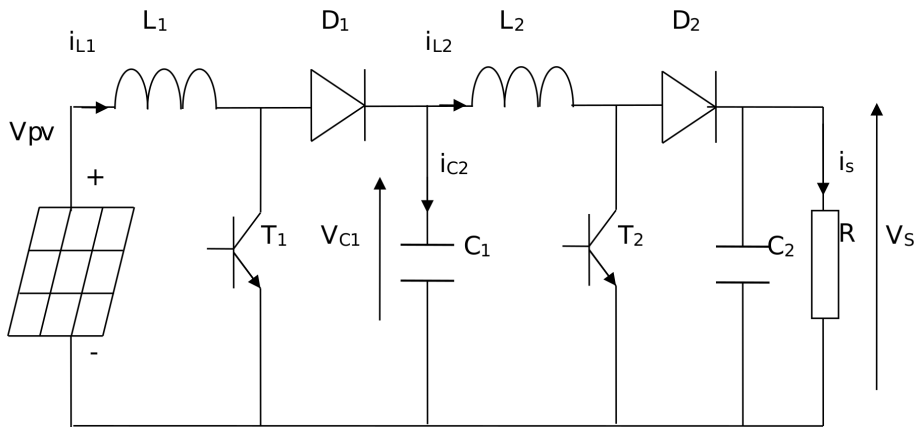 L1
D1
L2
D2
iL1
iL2
Vpv
+
iC2
iS
T1
VC1
C1
T2
C2
R
VS
-